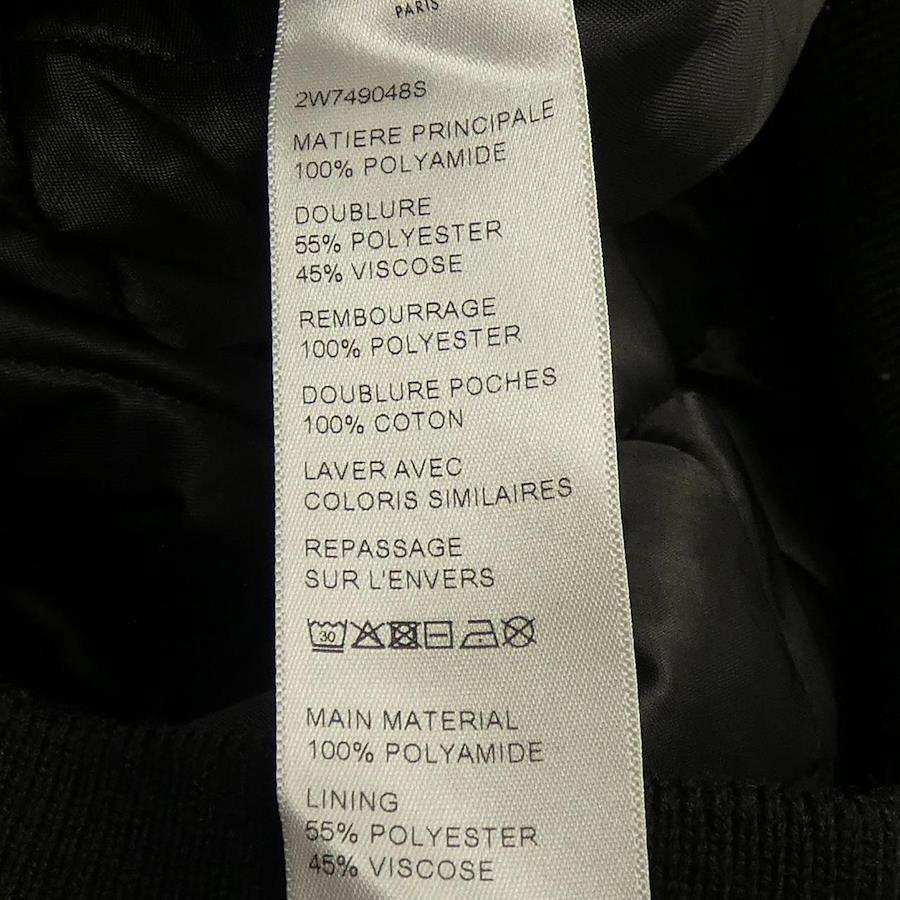 PARIS
2W749048S
MATIERE PRINCIPALE
100% POLYAMIDE
DOUBLURE
55% POLYESTER
45% VISCOSE
REMBOURRAGE
100% POLYESTER
DOUBLURE POCHES
100% COTON
LAVER AVEC
COLORIS SIMILAIRES
REPASSAGE
SUR L'ENVERS
30
MAIN MATERIAL
100% POLYAMIDE
LINING
55% POLYESTER
45% VISCOSE